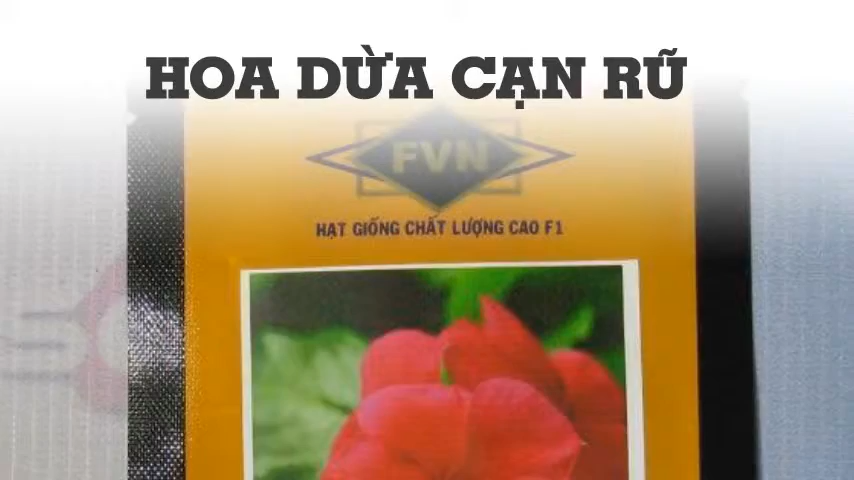 HOA DỪA CẠN RŨ
FVN
HẠT GIỐNG CHẤT LƯỢNG CAO F1